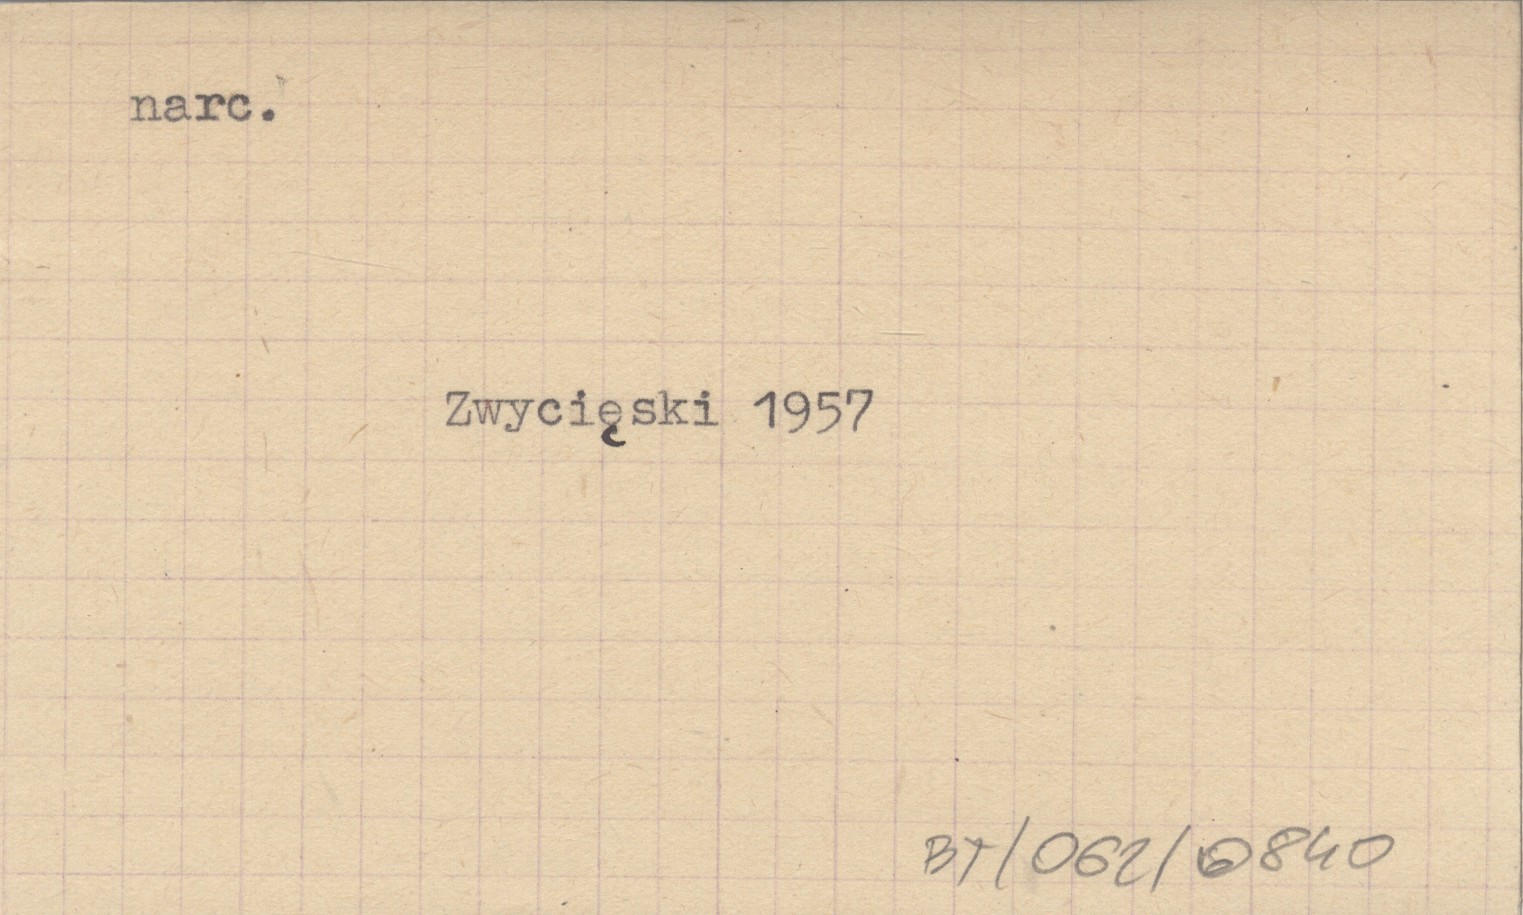 narc.
Zwycięski 1957
BT/062/0840